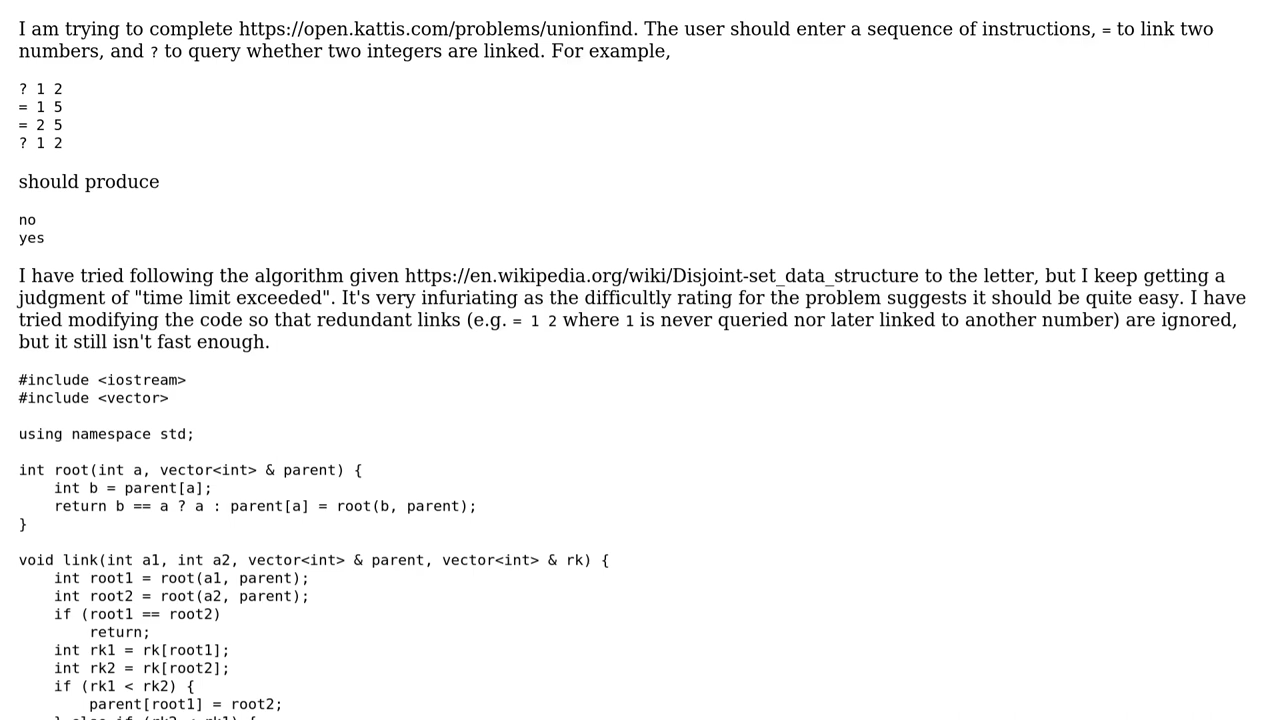 I am trying to complete https://open.kattis.com/problems/unionfind. The user should enter a sequence of instructions, = to link two
numbers, and ? to query whether two integers are linked. For example,
? 1 2
= 1 5
= 2 5
? 1 2
should produce
no
yes
I have tried following the algorithm given https://en.wikipedia.org/wiki/Disjoint-set_data_structure to the letter, but I keep getting a
judgment of "time limit exceeded". It's very infuriating as the difficultly rating for the problem suggests it should be quite easy. I have
tried modifying the code so that redundant links (e.g. = 1 2 where 1 is never queried nor later linked to another number) are ignored,
but it still isn't fast enough.
#include <iostream>
#include <vector>
using namespace std;
int root(int a, vector<int> & parent) {
    int b = parent[a];
    return b == a ? a : parent[a] = root(b, parent);
}
void link(int a1, int a2, vector<int> & parent, vector<int> & rk) {
    int root1 = root(a1, parent);
    int root2 = root(a2, parent);
    if (root1 == root2)
        return;
    int rk1 = rk[root1];
    int rk2 = rk[root2];
    if (rk1 < rk2) {
        parent[root1] = root2;
    } else if (rk2 < rk1) {